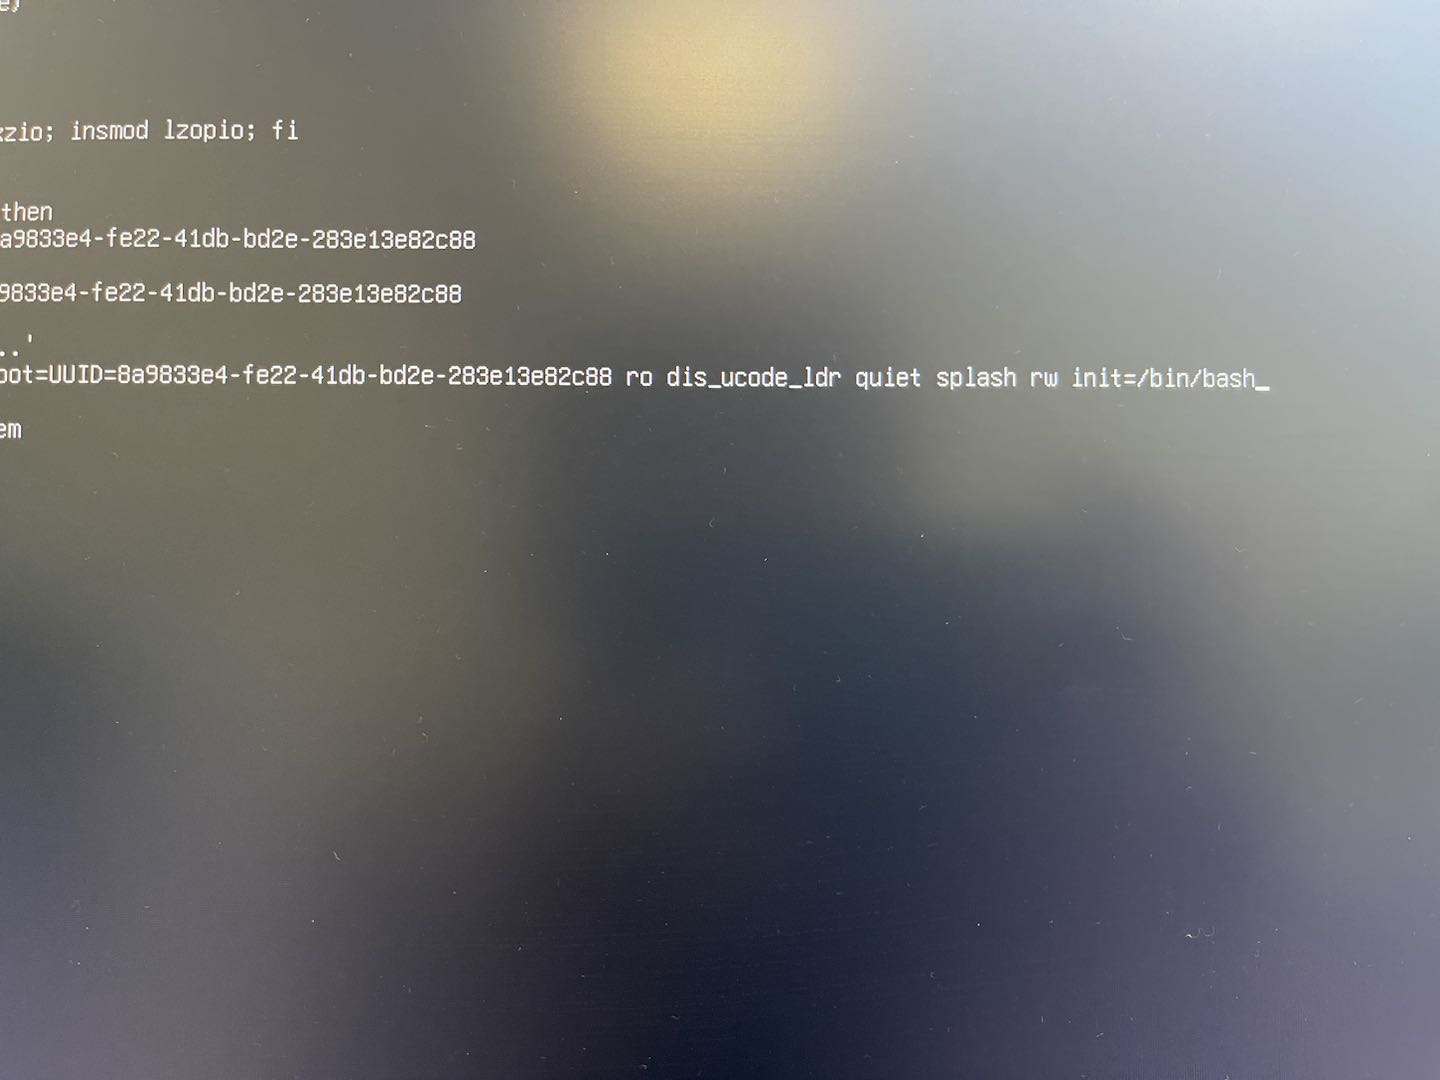 zio; insmod lzopio; fi
then
a9833e4-fe22-41db-bd2e-283e13e82c88
9833e4-fe22-41db-bd2e-283e13e82c88
..'
oot=UUID=8a9833e4-fe22-41db-bd2e-283e13e82c88 ro dis_ucode_ldr quiet splash rw init=/bin/bash_
em